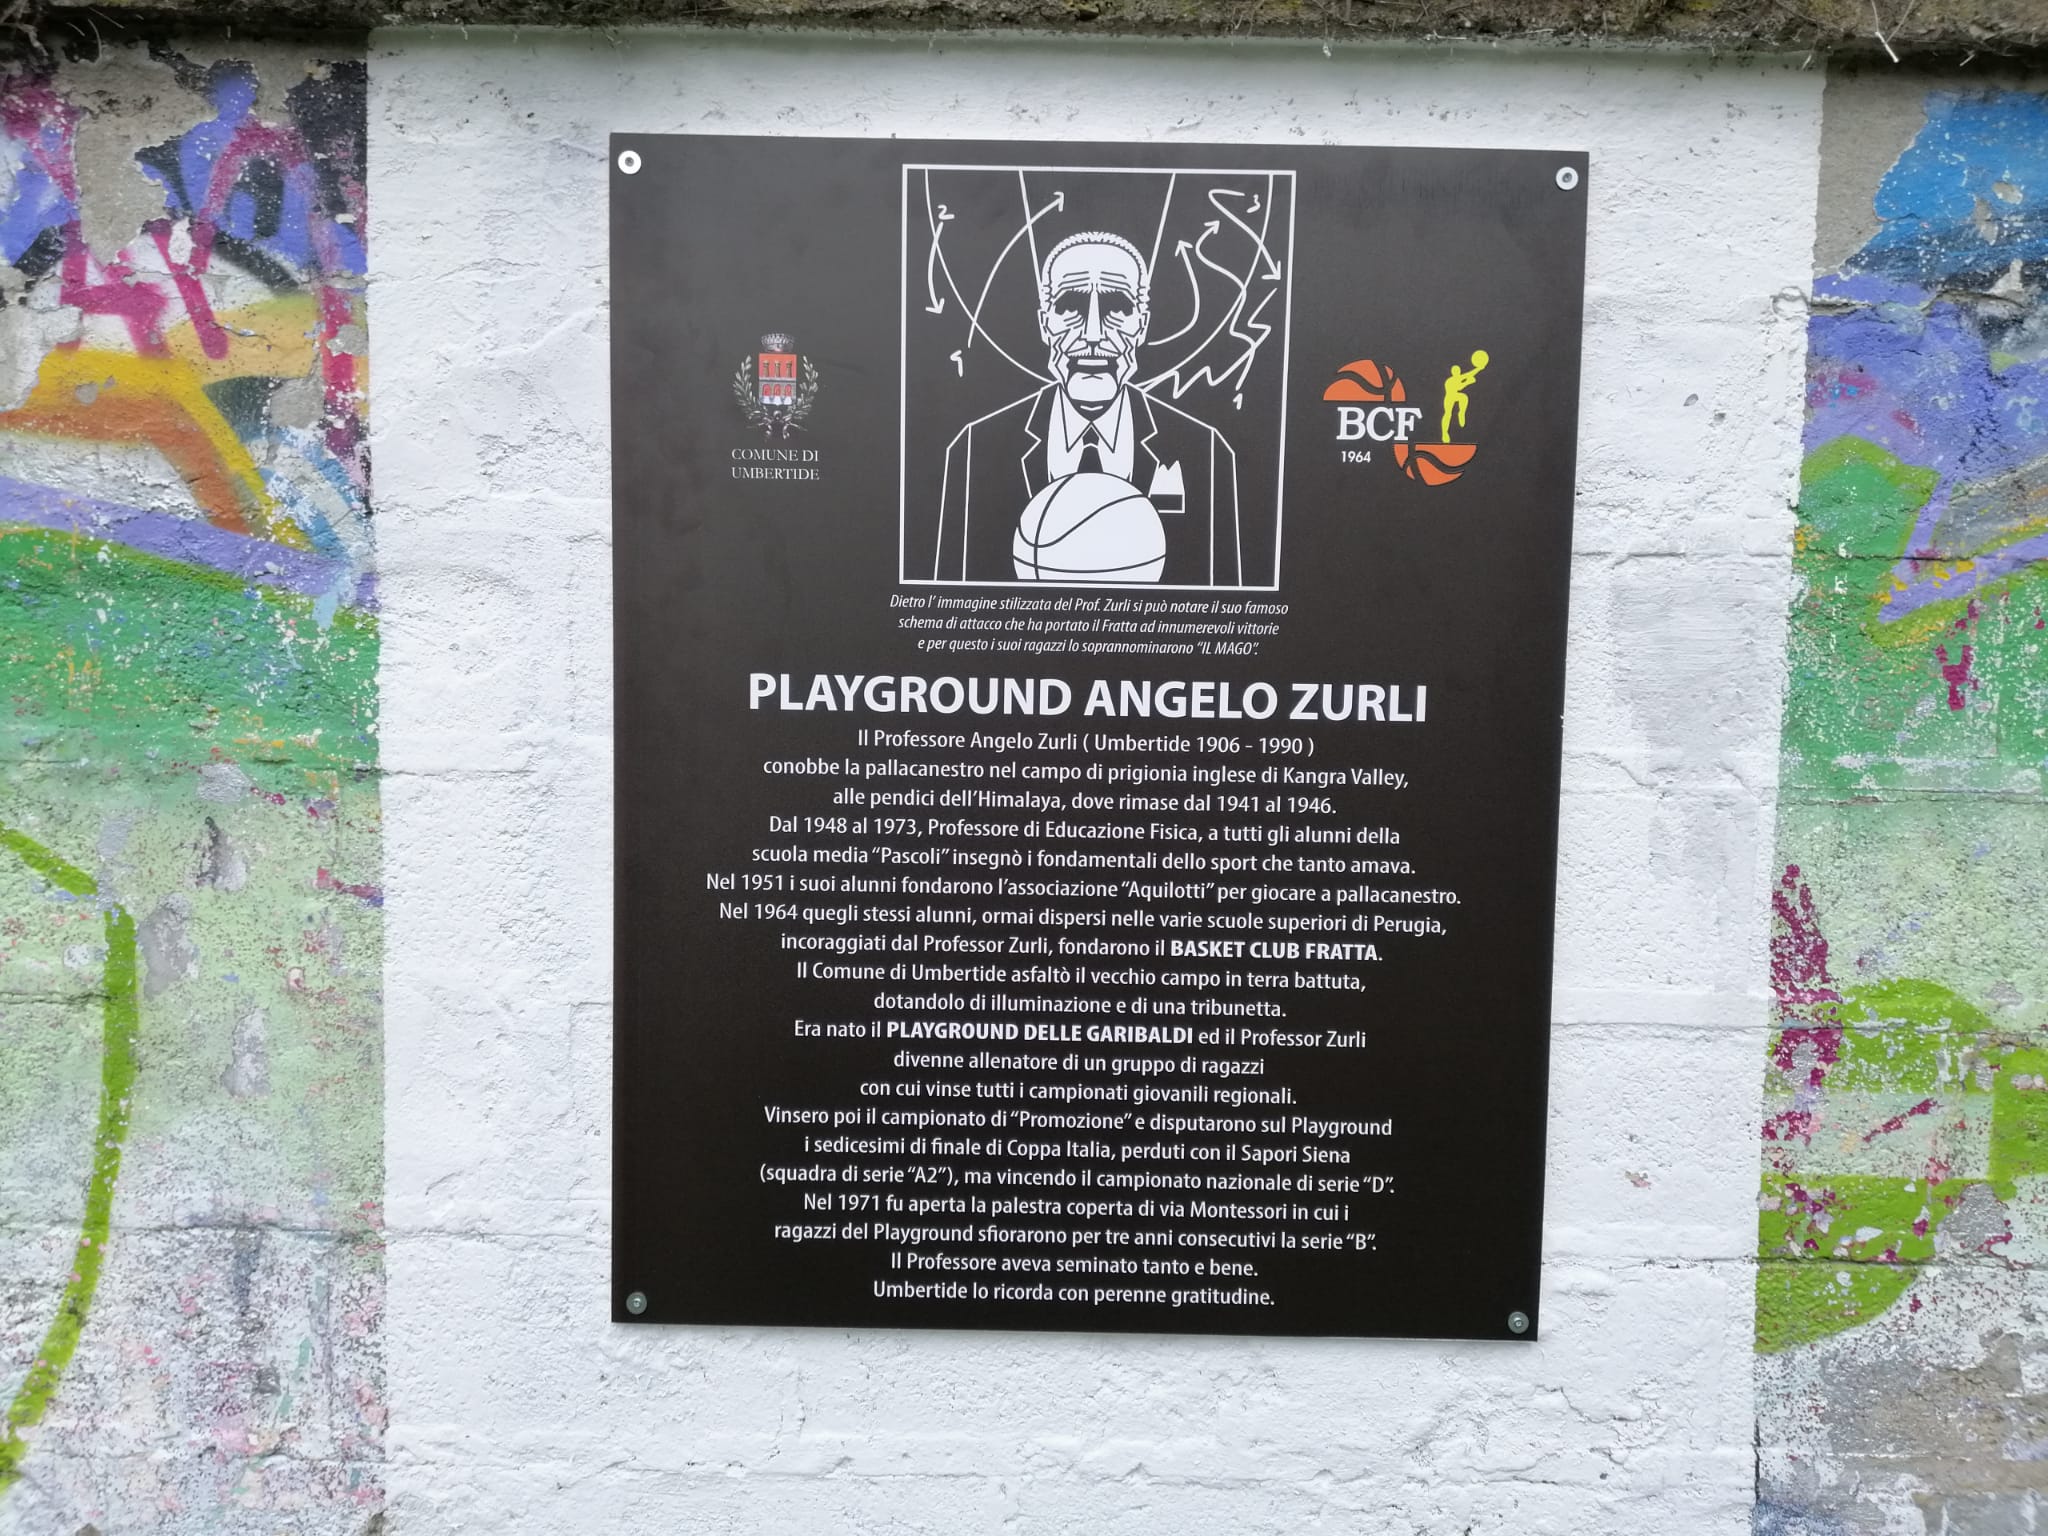 2
3
4
1
COMUNE DI
UMBERTIDE
BCF
1964
Dietro l' immagine stilizzata del Prof. Zurli si può notare il suo famoso
schema di attacco che ha portato il Fratta ad innumerevoli vittorie
e per questo i suoi ragazzi lo soprannominarono “IL MAGO”.
PLAYGROUND ANGELO ZURLI
Il Professore Angelo Zurli ( Umbertide 1906 - 1990 )
conobbe la pallacanestro nel campo di prigionia inglese di Kangra Valley,
alle pendici dell'Himalaya, dove rimase dal 1941 al 1946.
Dal 1948 al 1973, Professore di Educazione Fisica, a tutti gli alunni della
scuola media “Pascoli” insegnò i fondamentali dello sport che tanto amava.
Nel 1951 i suoi alunni fondarono l'associazione “Aquilotti” per giocare a pallacanestro.
Nel 1964 quegli stessi alunni, ormai dispersi nelle varie scuole superiori di Perugia,
incoraggiati dal Professor Zurli, fondarono il BASKET CLUB FRATTA.
Il Comune di Umbertide asfaltò il vecchio campo in terra battuta,
dotandolo di illuminazione e di una tribunetta.
Era nato il PLAYGROUND DELLE GARIBALDI ed il Professor Zurli
divenne allenatore di un gruppo di ragazzi
con cui vinse tutti i campionati giovanili regionali.
Vinsero poi il campionato di “Promozione” e disputarono sul Playground
i sedicesimi di finale di Coppa Italia, perduti con il Sapori Siena
(squadra di serie “A2”), ma vincendo il campionato nazionale di serie “D”.
Nel 1971 fu aperta la palestra coperta di via Montessori in cui i
ragazzi del Playground sfiorarono per tre anni consecutivi la serie “B”.
Il Professore aveva seminato tanto e bene.
Umbertide lo ricorda con perenne gratitudine.